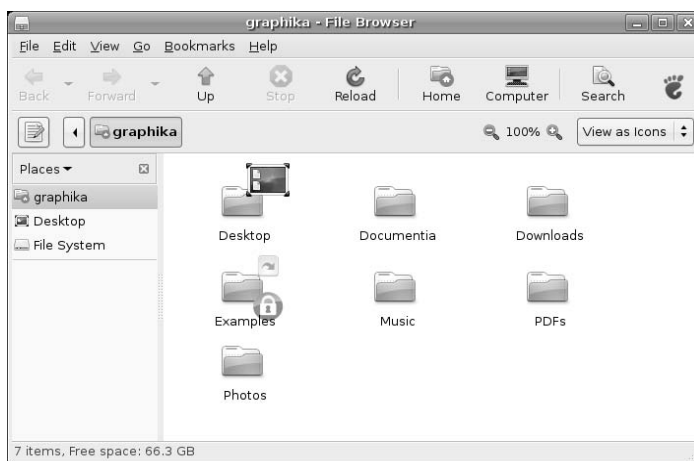 graphika - File Browser
File Edit View Go Bookmarks Help
Back Forward Up Stop Reload Home Computer Search
graphika 100% View as Icons
Places
graphika
Desktop
File System
Desktop Documentia Downloads
Examples Music PDFs
Photos
7 items, Free space: 66.3 GB